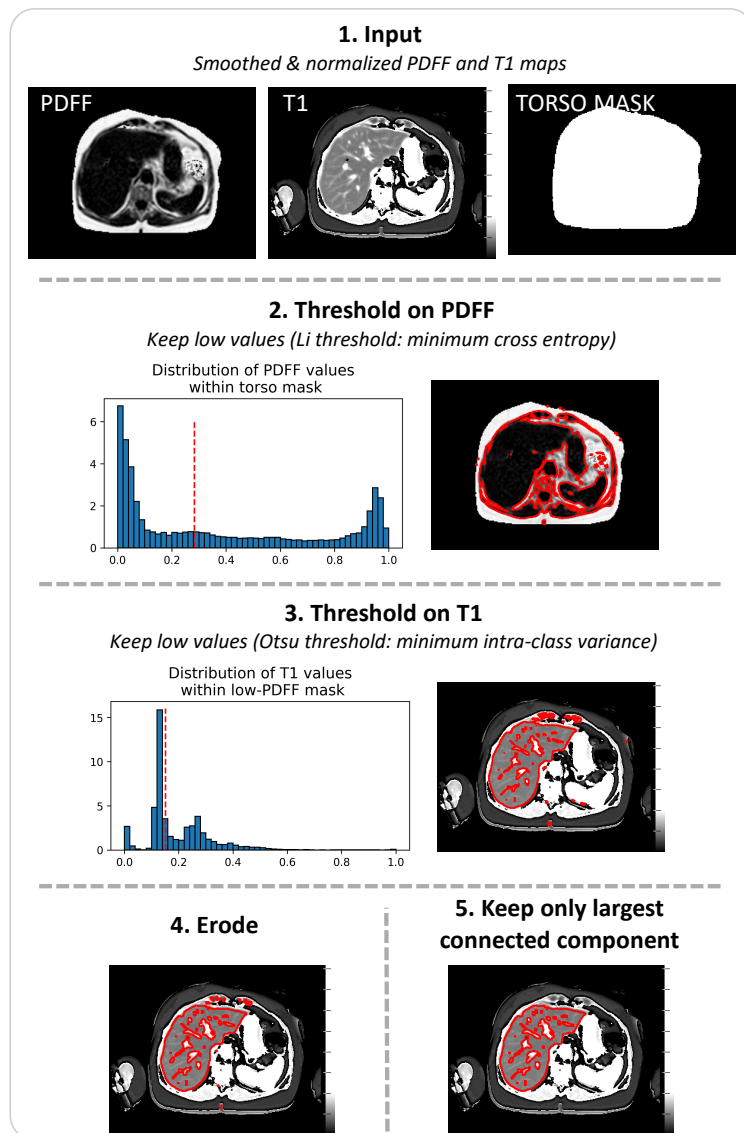 1. Input
Smoothed & normalized PDFF and T1 maps
PDFF
T1
TORSO MASK
2. Threshold on PDFF
Keep low values (Li threshold: minimum cross entropy)
Distribution of PDFF values
within torso mask
6
4
2
0
0.0 0.2 0.4 0.6 0.8 1.0
3. Threshold on T1
Keep low values (Otsu threshold: minimum intra-class variance)
Distribution of T1 values
within low-PDFF mask
15
10
5
0
0.0 0.2 0.4 0.6 0.8 1.0
4. Erode
5. Keep only largest
connected component